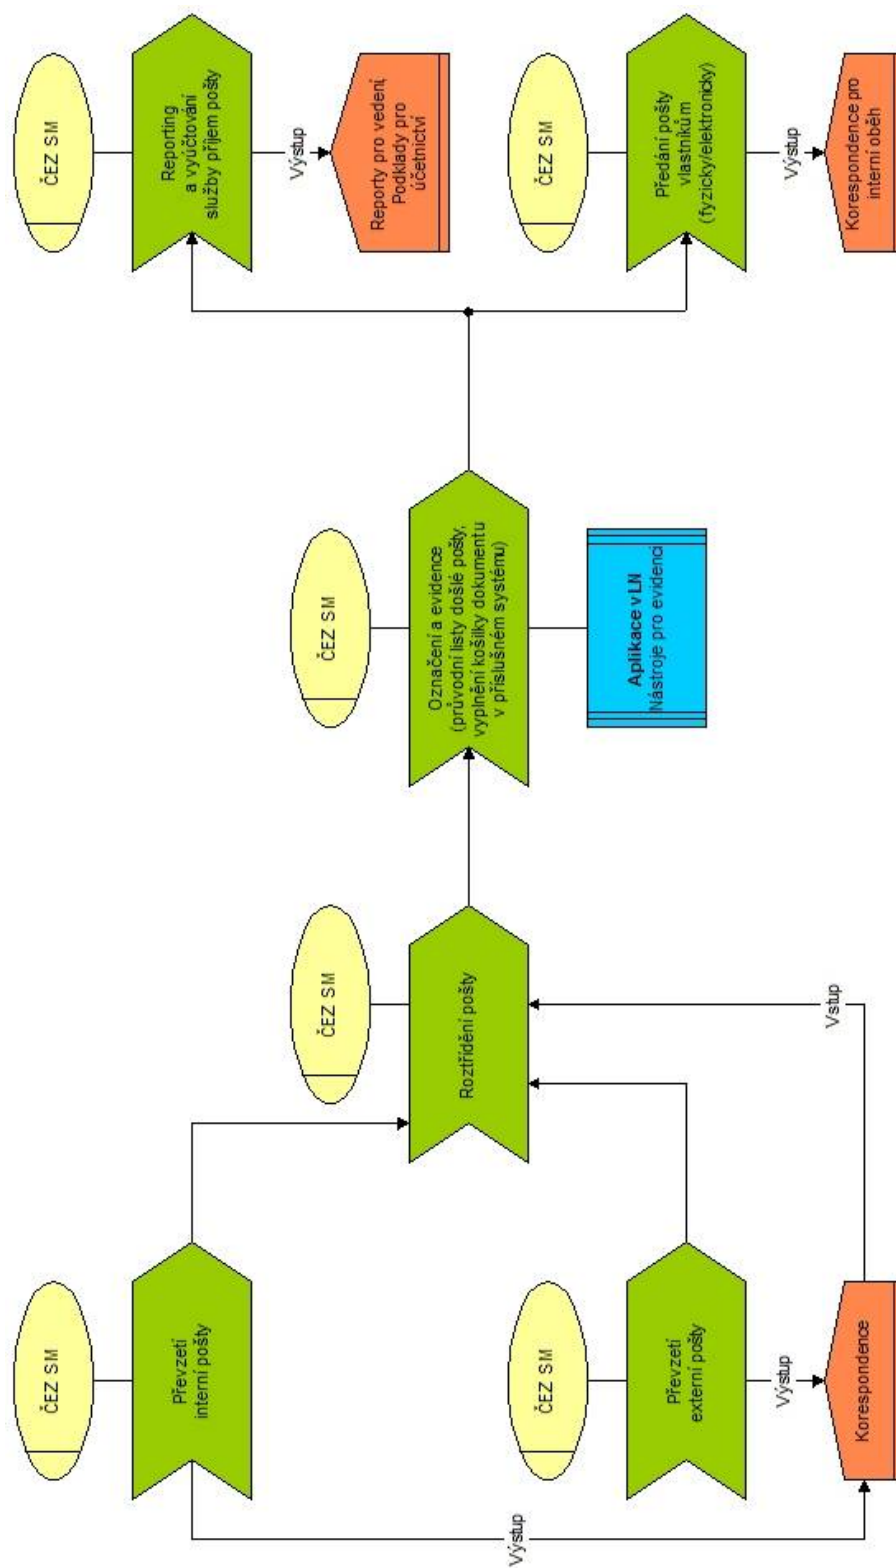 ČEZ SM
Převzetí
interní pošty
Výstup
ČEZ SM
Převzetí
externí pošty
Výstup
Korespondence
Vstup
ČEZ SM
Roztřídění pošty
ČEZ SM
Označení a evidence
(průvodní listy došlé pošty,
vyplnění košilky dokumentu
v příslušném systému)
Aplikace v LN
Nástroje pro evidenci
ČEZ SM
Reporting
a vyúčtování
služby příjem pošty
Výstup
Reporty pro vedení,
Podklady pro
účetnictví
ČEZ SM
Předání pošty
vlastníkům
(fyzicky/elektronicky)
Výstup
Korespondence pro
interní oběh